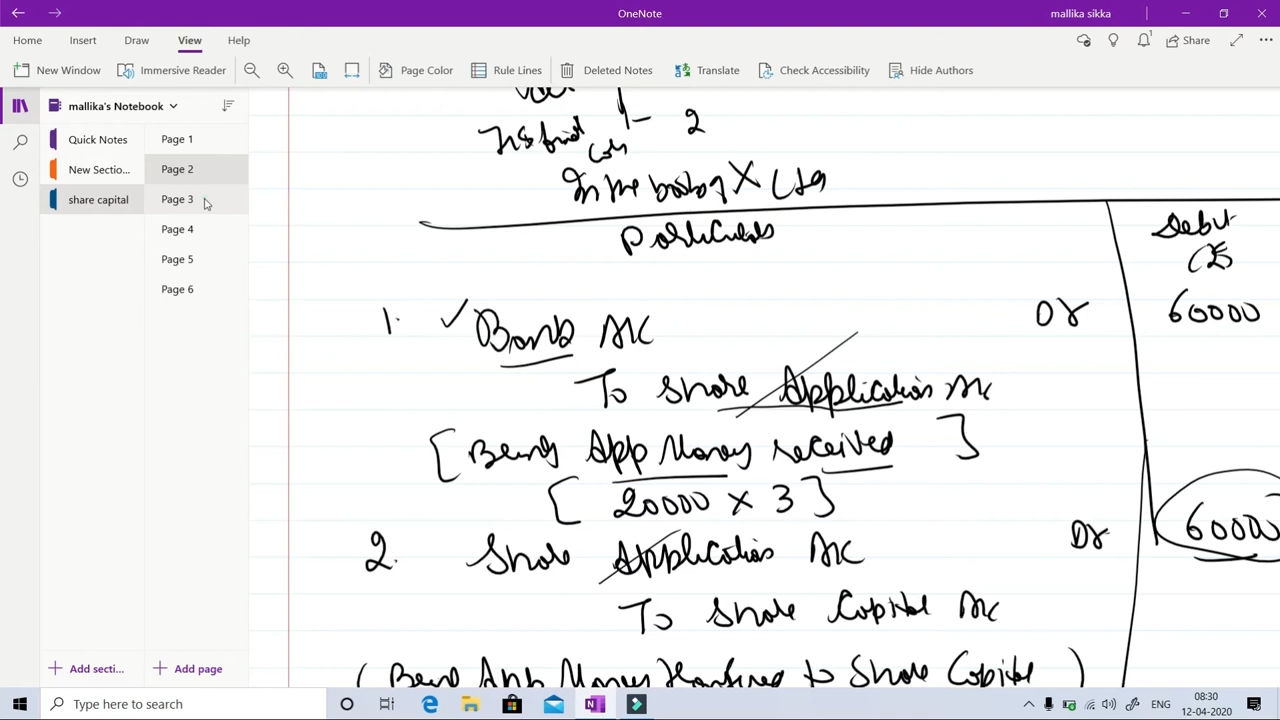 OneNote
mallika sikka
Home Insert Draw View Help
Share
New Window Immersive Reader Page Color Rule Lines Deleted Notes Translate Check Accessibility Hide Authors
mallika's Notebook
Quick Notes
New Sectio...
share capital
Page 1
Page 2
Page 3
Page 4
Page 5
Page 6
2
In the books of X Ltd
Particulars
Debit
1. Bank A/c Dr 60000
To Share Application A/c
[Being App Money received]
[20000 × 3]
60000
2. Share Application A/c Dr
To Share Capital A/c
(Being App Money transfered to Share Capital)
Add secti...
Add page
Type here to search
ENG
08:30
12-04-2020